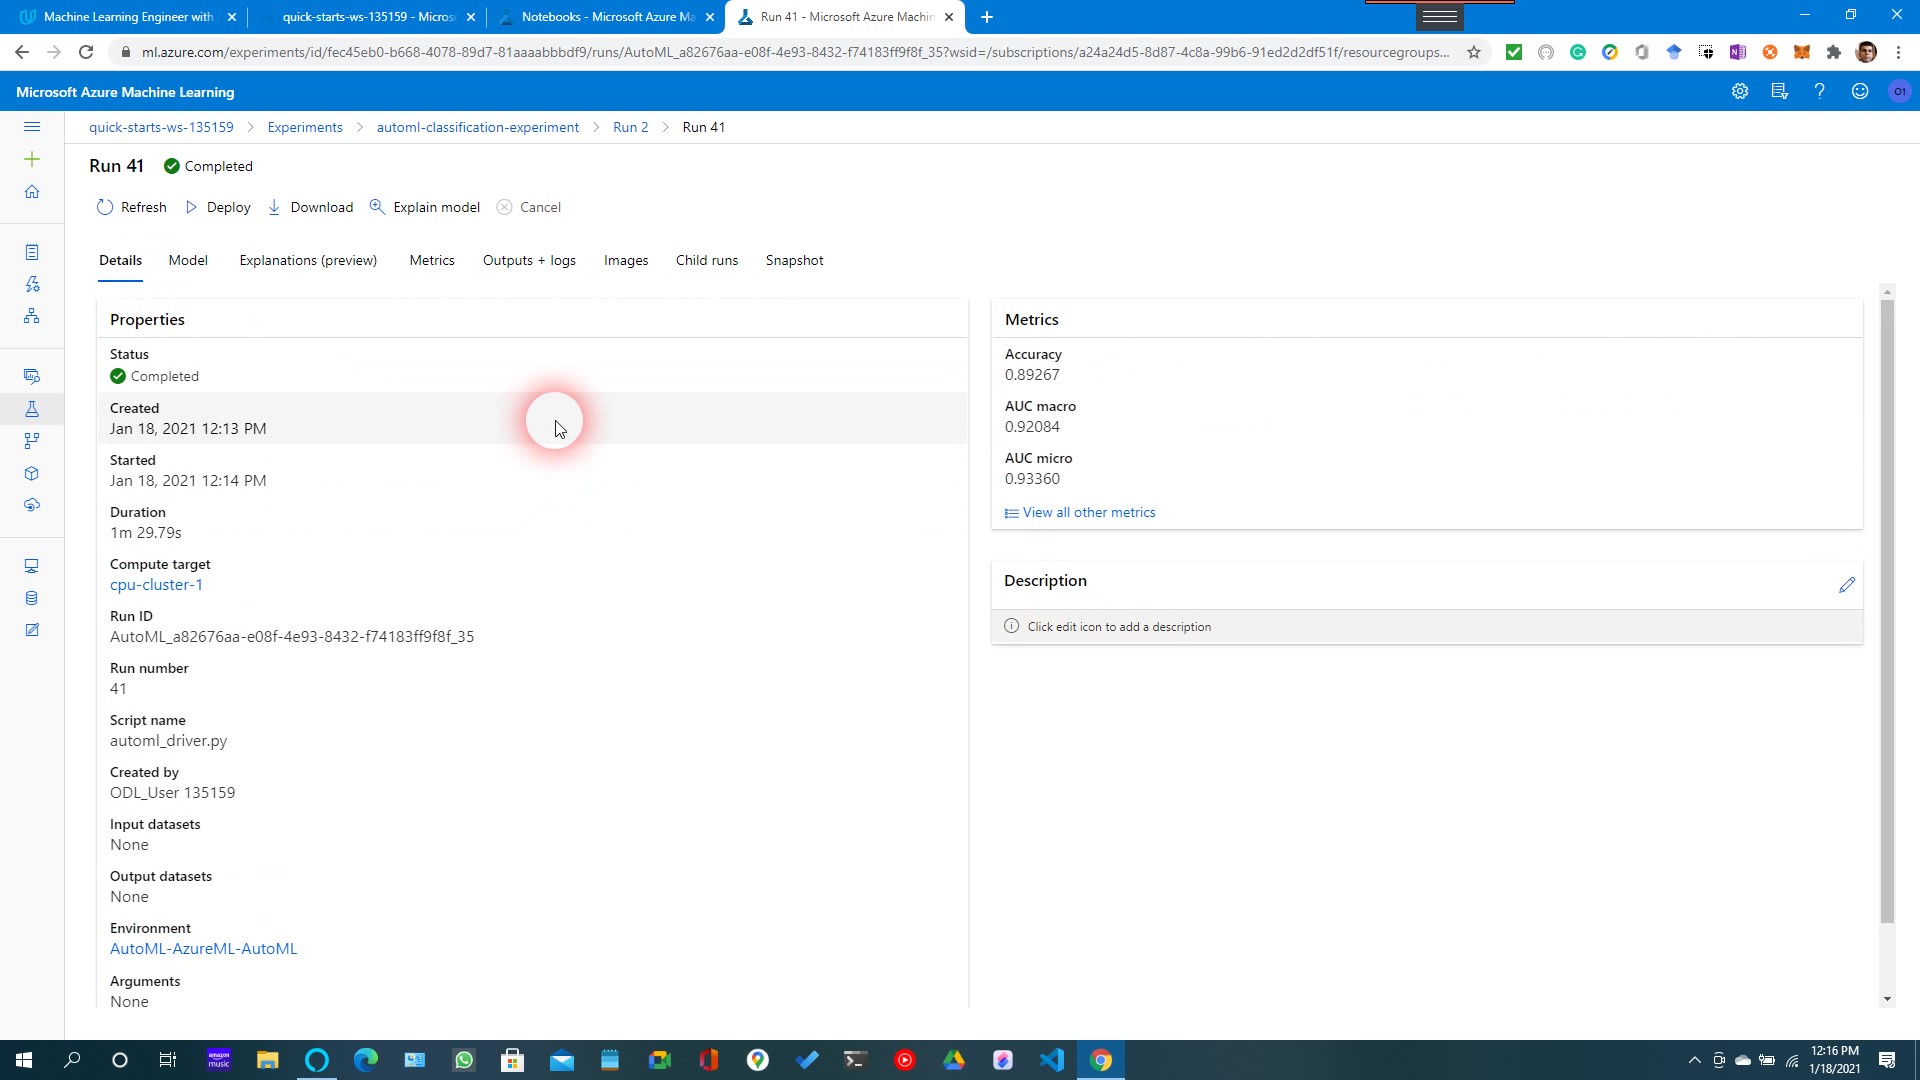 Machine Learning Engineer with
quick-starts-ws-135159 - Micros
Notebooks - Microsoft Azure Ma
Run 41 - Microsoft Azure Machin
ml.azure.com/experiments/id/fec45eb0-b668-4078-89d7-81aaaabbbdf9/runs/AutoML_a82676aa-e08f-4e93-8432-f74183ff9f8f_35?wsid=/subscriptions/a24a24d5-8d87-4c8a-99b6-91ed2d2df51f/resourcegroups...
Microsoft Azure Machine Learning
01
quick-starts-ws-135159 > Experiments > automl-classification-experiment > Run 2 > Run 41
Run 41 Completed
Refresh Deploy Download Explain model Cancel
Details Model Explanations (preview) Metrics Outputs + logs Images Child runs Snapshot
Properties
Status
Completed
Created
Jan 18, 2021 12:13 PM
Started
Jan 18, 2021 12:14 PM
Duration
1m 29.79s
Compute target
cpu-cluster-1
Run ID
AutoML_a82676aa-e08f-4e93-8432-f74183ff9f8f_35
Run number
41
Script name
automl_driver.py
Created by
ODL_User 135159
Input datasets
None
Output datasets
None
Environment
AutoML-AzureML-AutoML
Arguments
None
Metrics
Accuracy
0.89267
AUC macro
0.92084
AUC micro
0.93360
View all other metrics
Description
Click edit icon to add a description
amazon
music
12:16 PM
1/18/2021